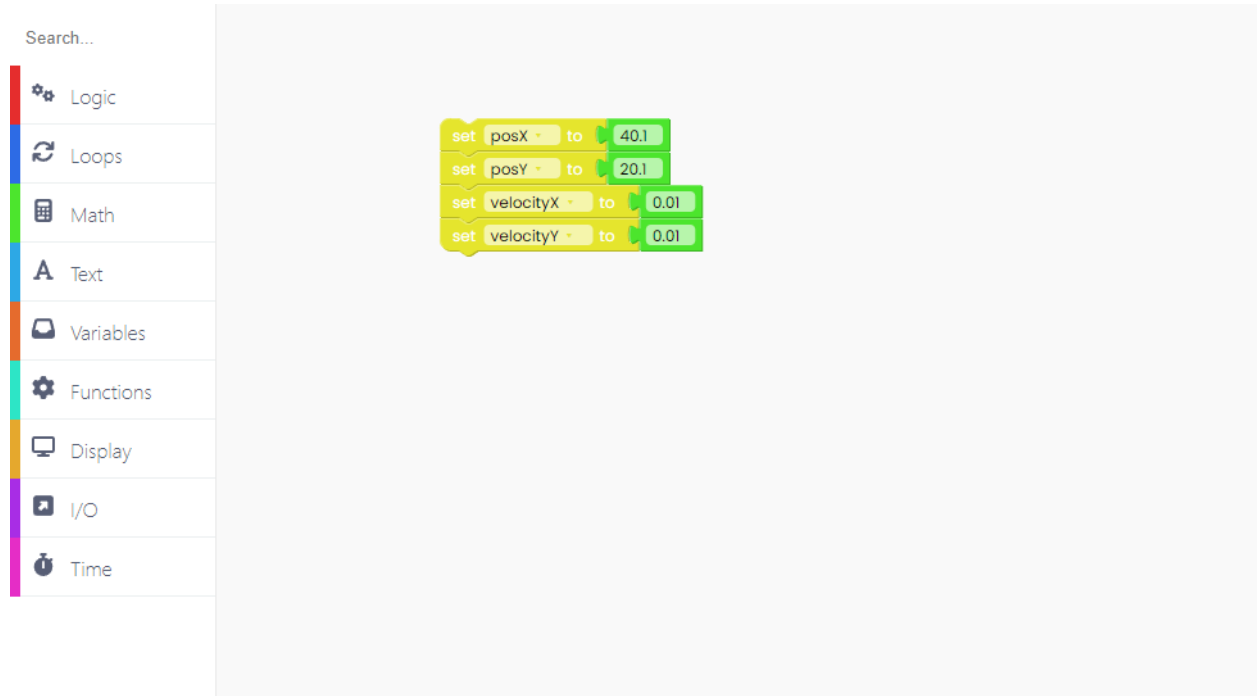 Search...
Logic
Loops
Math
Text
Variables
Functions
Display
I/O
Time
set posX to 40.1
set posY to 20.1
set velocityX to 0.01
set velocityY to 0.01